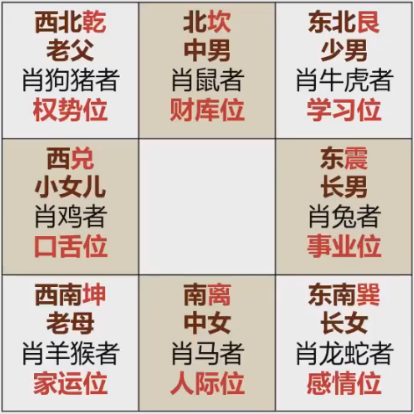 西北乾
老父
肖狗猪者
权势位
北坎
中男
肖鼠者
财库位
东北艮
少男
肖牛虎者
学习位
西兑
小女儿
肖鸡者
口舌位
东震
长男
肖兔者
事业位
西南坤
老母
肖羊猴者
家运位
南离
中女
肖马者
人际位
东南巽
长女
肖龙蛇者
感情位